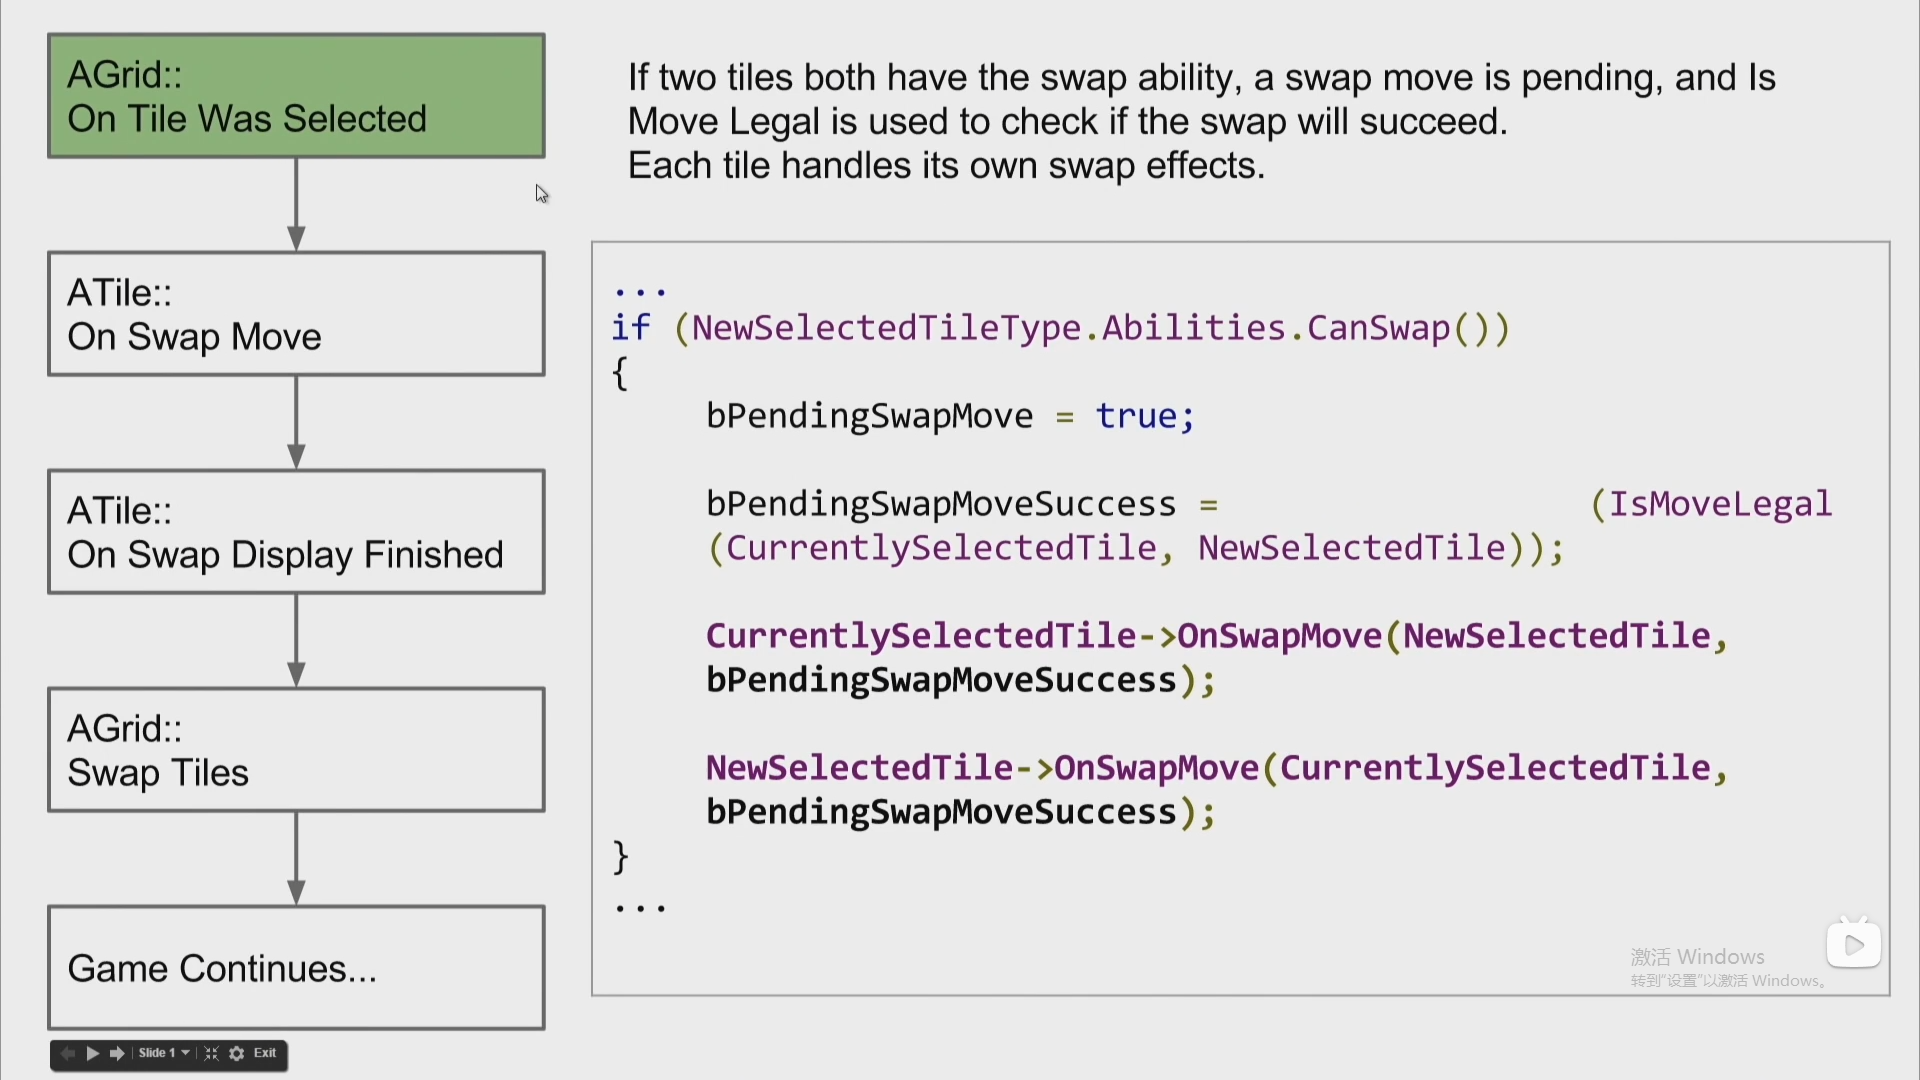 AGrid::
On Tile Was Selected
ATile::
On Swap Move
ATile::
On Swap Display Finished
AGrid::
Swap Tiles
Game Continues...
If two tiles both have the swap ability, a swap move is pending, and Is
Move Legal is used to check if the swap will succeed.
Each tile handles its own swap effects.
...
if (NewSelectedTileType.Abilities.CanSwap())
{
bPendingSwapMove = true;
bPendingSwapMoveSuccess = (IsMoveLegal
(CurrentlySelectedTile, NewSelectedTile));
CurrentlySelectedTile->OnSwapMove(NewSelectedTile,
bPendingSwapMoveSuccess);
NewSelectedTile->OnSwapMove(CurrentlySelectedTile,
bPendingSwapMoveSuccess);
}
...
激活 Windows
转到“设置”以激活 Windows。
Slide 1 Exit